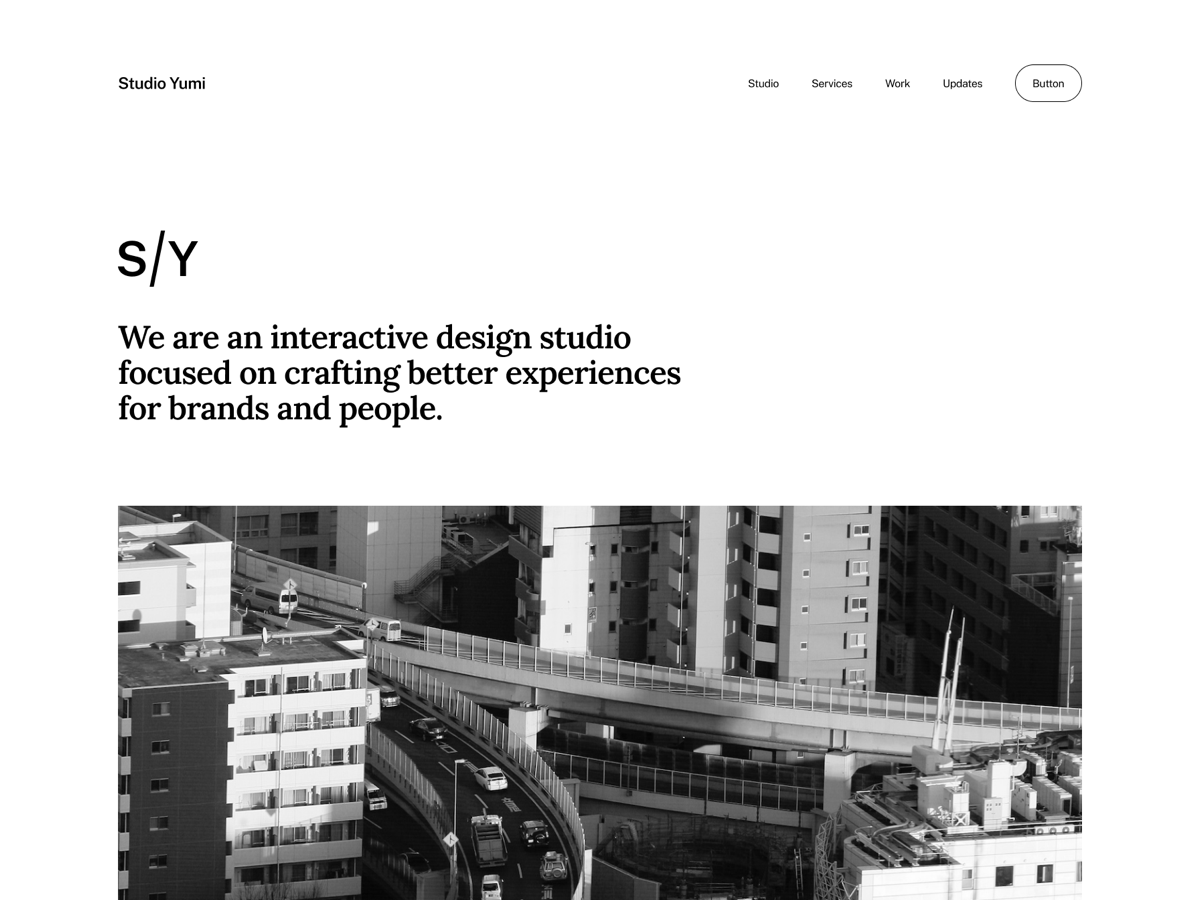 Studio Yumi
Studio Services Work Updates Button
S/Y
We are an interactive design studio
focused on crafting better experiences
for brands and people.